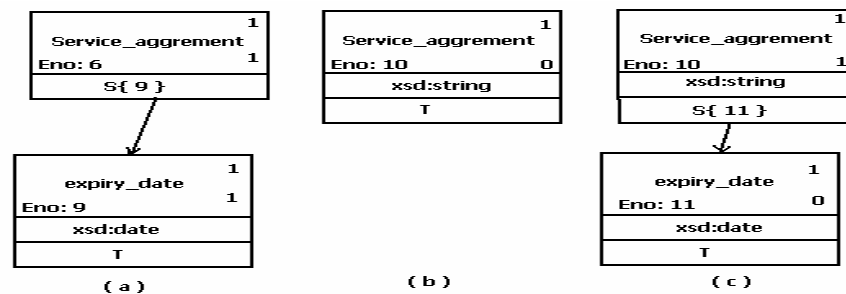 1
Service_aggrement
Eno: 6 1
S{ 9 }
1
expiry_date
1
Eno: 9
xsd:date
T
( a )
1
Service_aggrement
Eno: 10 0
xsd:string
T
( b )
1
Service_aggrement
Eno: 10 1
xsd:string
S{ 11 }
1
expiry_date
Eno: 11 0
xsd:date
T
( c )